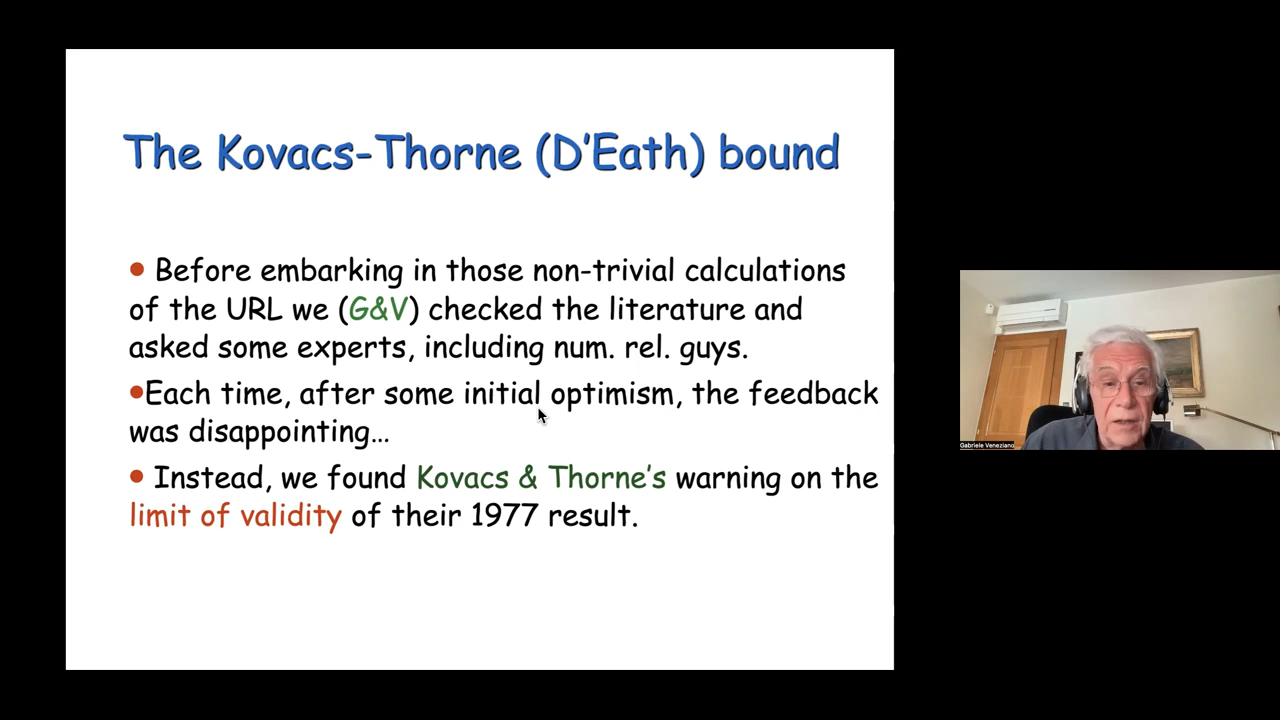 The Kovacs-Thorne (D'Eath) bound
• Before embarking in those non-trivial calculations
of the URL we (G&V) checked the literature and
asked some experts, including num. rel. guys.
•Each time, after some initial optimism, the feedback
was disappointing…
• Instead, we found Kovacs & Thorne's warning on the
limit of validity of their 1977 result.
Gabriele Veneziano